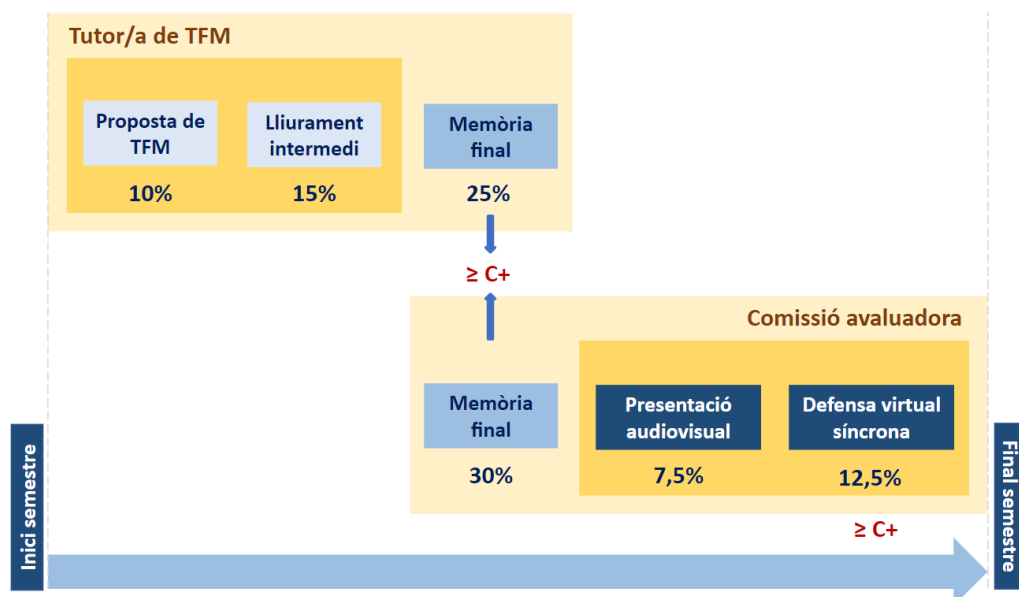 Tutor/a de TFM
Proposta de
TFM
10%
Lliurament
intermedi
15%
Memòria
final
25%
≥ C+
Comissió avaluadora
Memòria
final
30%
Presentació
audiovisual
7,5%
Defensa virtual
síncrona
12,5%
≥ C+
Inici semestre
Final semestre